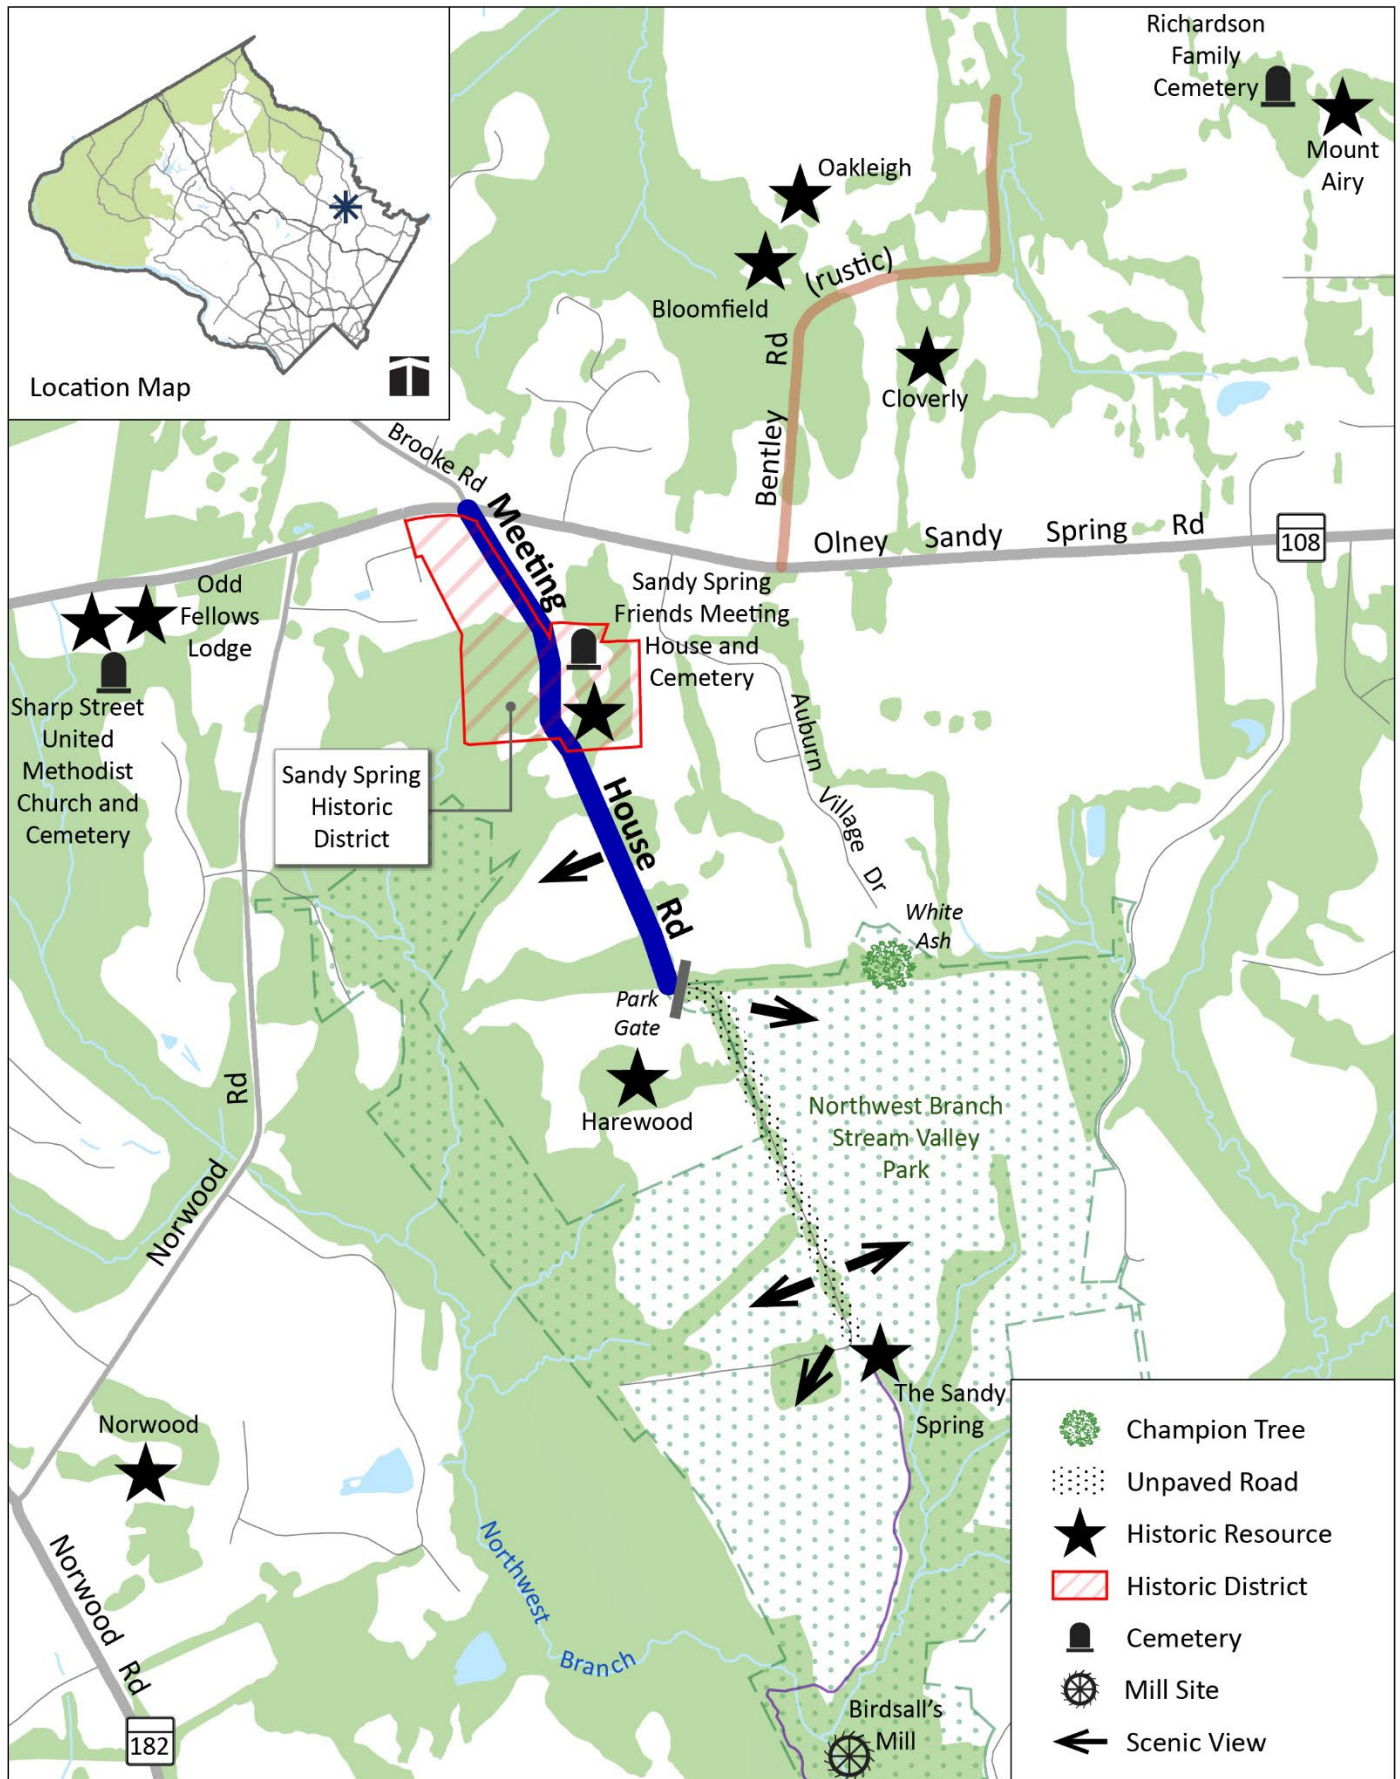 Location Map
Richardson
Family
Cemetery
Mount
Airy
Oakleigh
Bloomfield
(rustic)
Bentley Rd
Cloverly
Brooke Rd
Meeting House Rd
Olney Sandy Spring Rd
108
Odd
Fellows
Lodge
Sharp Street
United
Methodist
Church and
Cemetery
Sandy Spring
Friends Meeting
House and
Cemetery
Sandy Spring
Historic
District
Auburn Village Dr
White
Ash
Park
Gate
Harewood
Northwest Branch
Stream Valley
Park
Norwood Rd
The Sandy
Spring
Norwood
Norwood Rd
182
Northwest Branch
Birdsall's
Mill
Champion Tree
Unpaved Road
Historic Resource
Historic District
Cemetery
Mill Site
Scenic View